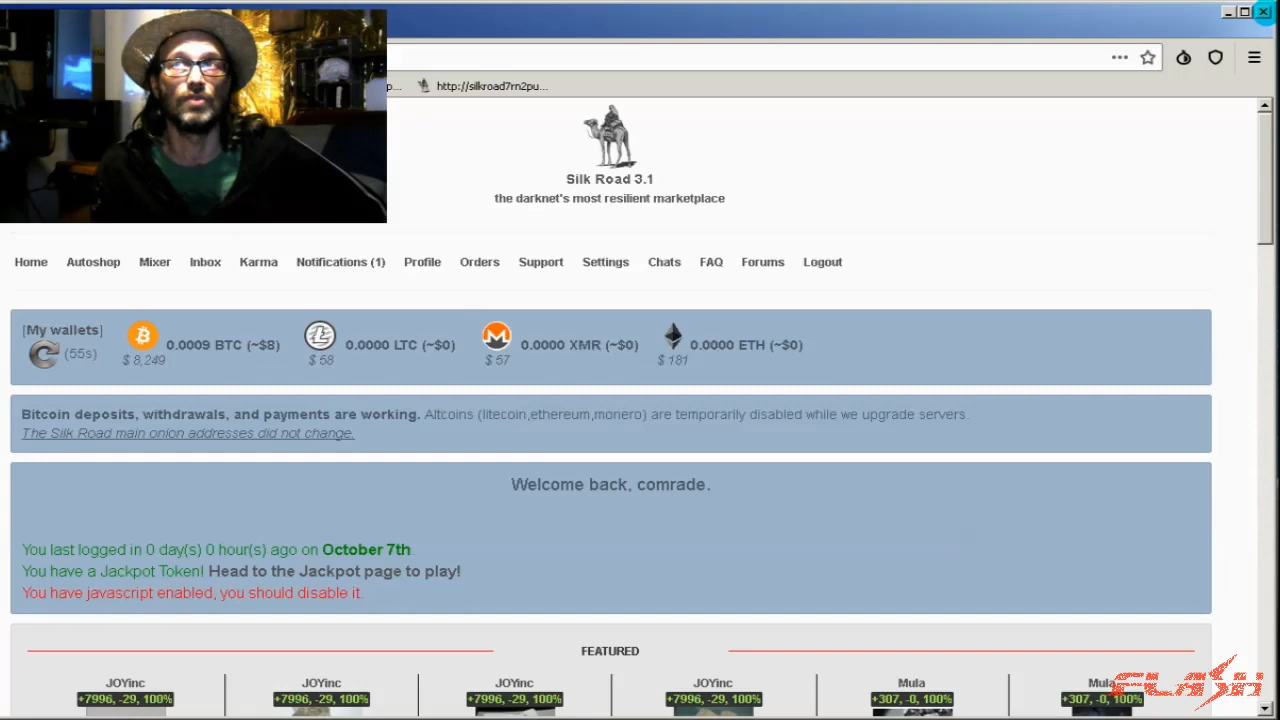 p... http://silkroad7rn2pu...
Silk Road 3.1
the darknet's most resilient marketplace
Home Autoshop Mixer Inbox Karma Notifications (1) Profile Orders Support Settings Chats FAQ Forums Logout
[My wallets] 0.0009 BTC (~$8) 0.0000 LTC (~$0) 0.0000 XMR (~$0) 0.0000 ETH (~$0)
(55s) $ 8,249 $ 58 $ 57 $ 181
Bitcoin deposits, withdrawals, and payments are working. Altcoins (litecoin,ethereum,monero) are temporarily disabled while we upgrade servers.
The Silk Road main onion addresses did not change.
Welcome back, comrade.
You last logged in 0 day(s) 0 hour(s) ago on October 7th.
You have a Jackpot Token! Head to the Jackpot page to play!
You have javascript enabled, you should disable it.
FEATURED
JOYinc JOYinc JOYinc JOYinc Mula Mula
+7996, -29, 100% +7996, -29, 100% +7996, -29, 100% +7996, -29, 100% +307, -0, 100% +307, -0, 100%
FLASH